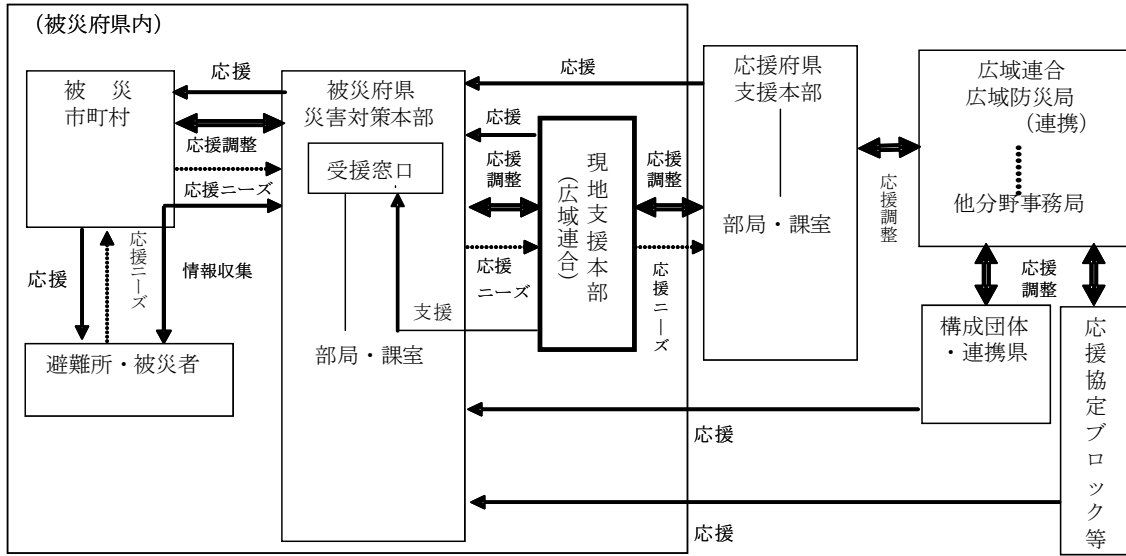 (被災府県内)
被 災
市町村
応援
応援調整
応援ニーズ
応援
応援ニーズ
情報収集
避難所・被災者
被災府県
災害対策本部
受援窓口
部局・課室
応援
応援
応援
調整
応援
ニーズ
支援
現地支援本部
(広域連合)
応援
調整
応援ニーズ
応援府県
支援本部
部局・課室
応援調整
広域連合
広域防災局
(連携)
他分野事務局
応援
調整
構成団体
・連携県
応援協定ブロック等
応援
応援